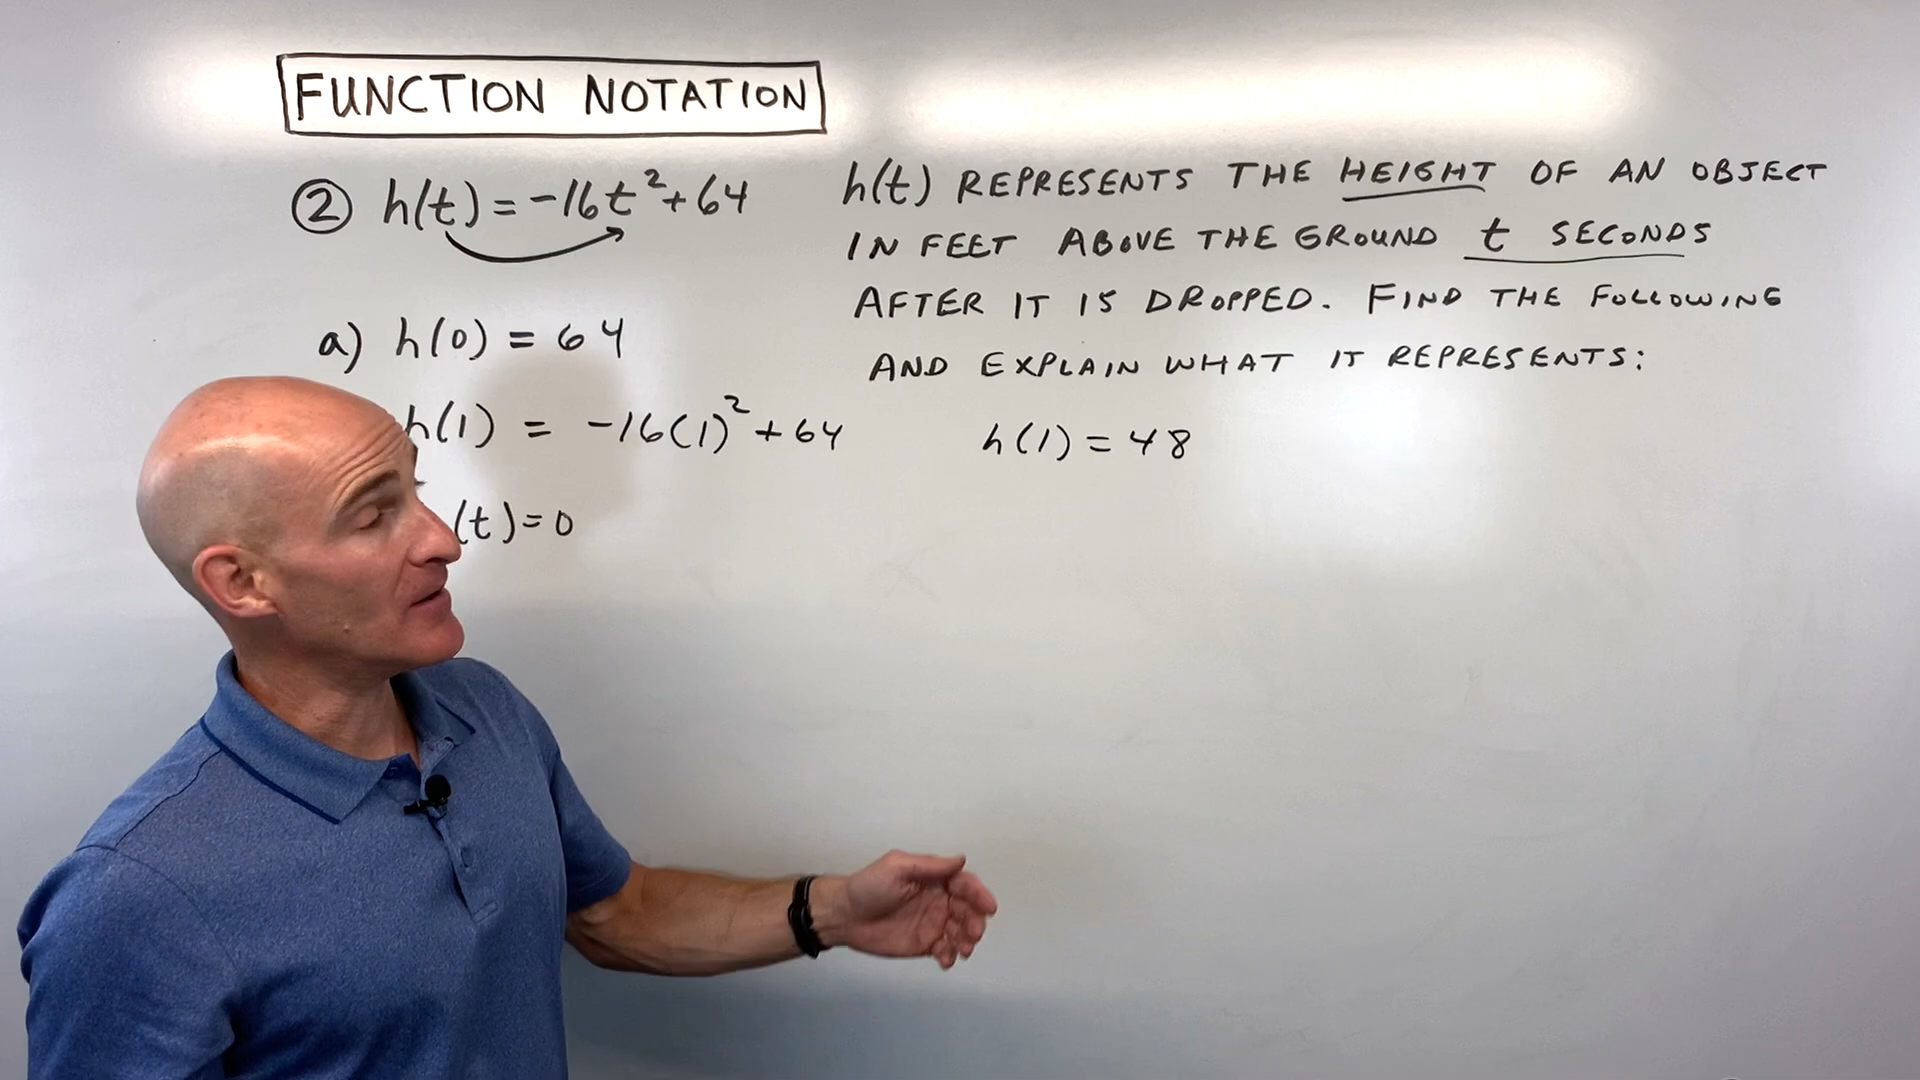 FUNCTION NOTATION
② h(t) = -16t² + 64
h(t) REPRESENTS THE HEIGHT OF AN OBJECT
IN FEET ABOVE THE GROUND t SECONDS
AFTER IT IS DROPPED. FIND THE FOLLOWING
AND EXPLAIN WHAT IT REPRESENTS:
a) h(0) = 64
h(1) = -16(1)² + 64
h(1) = 48
(t) = 0